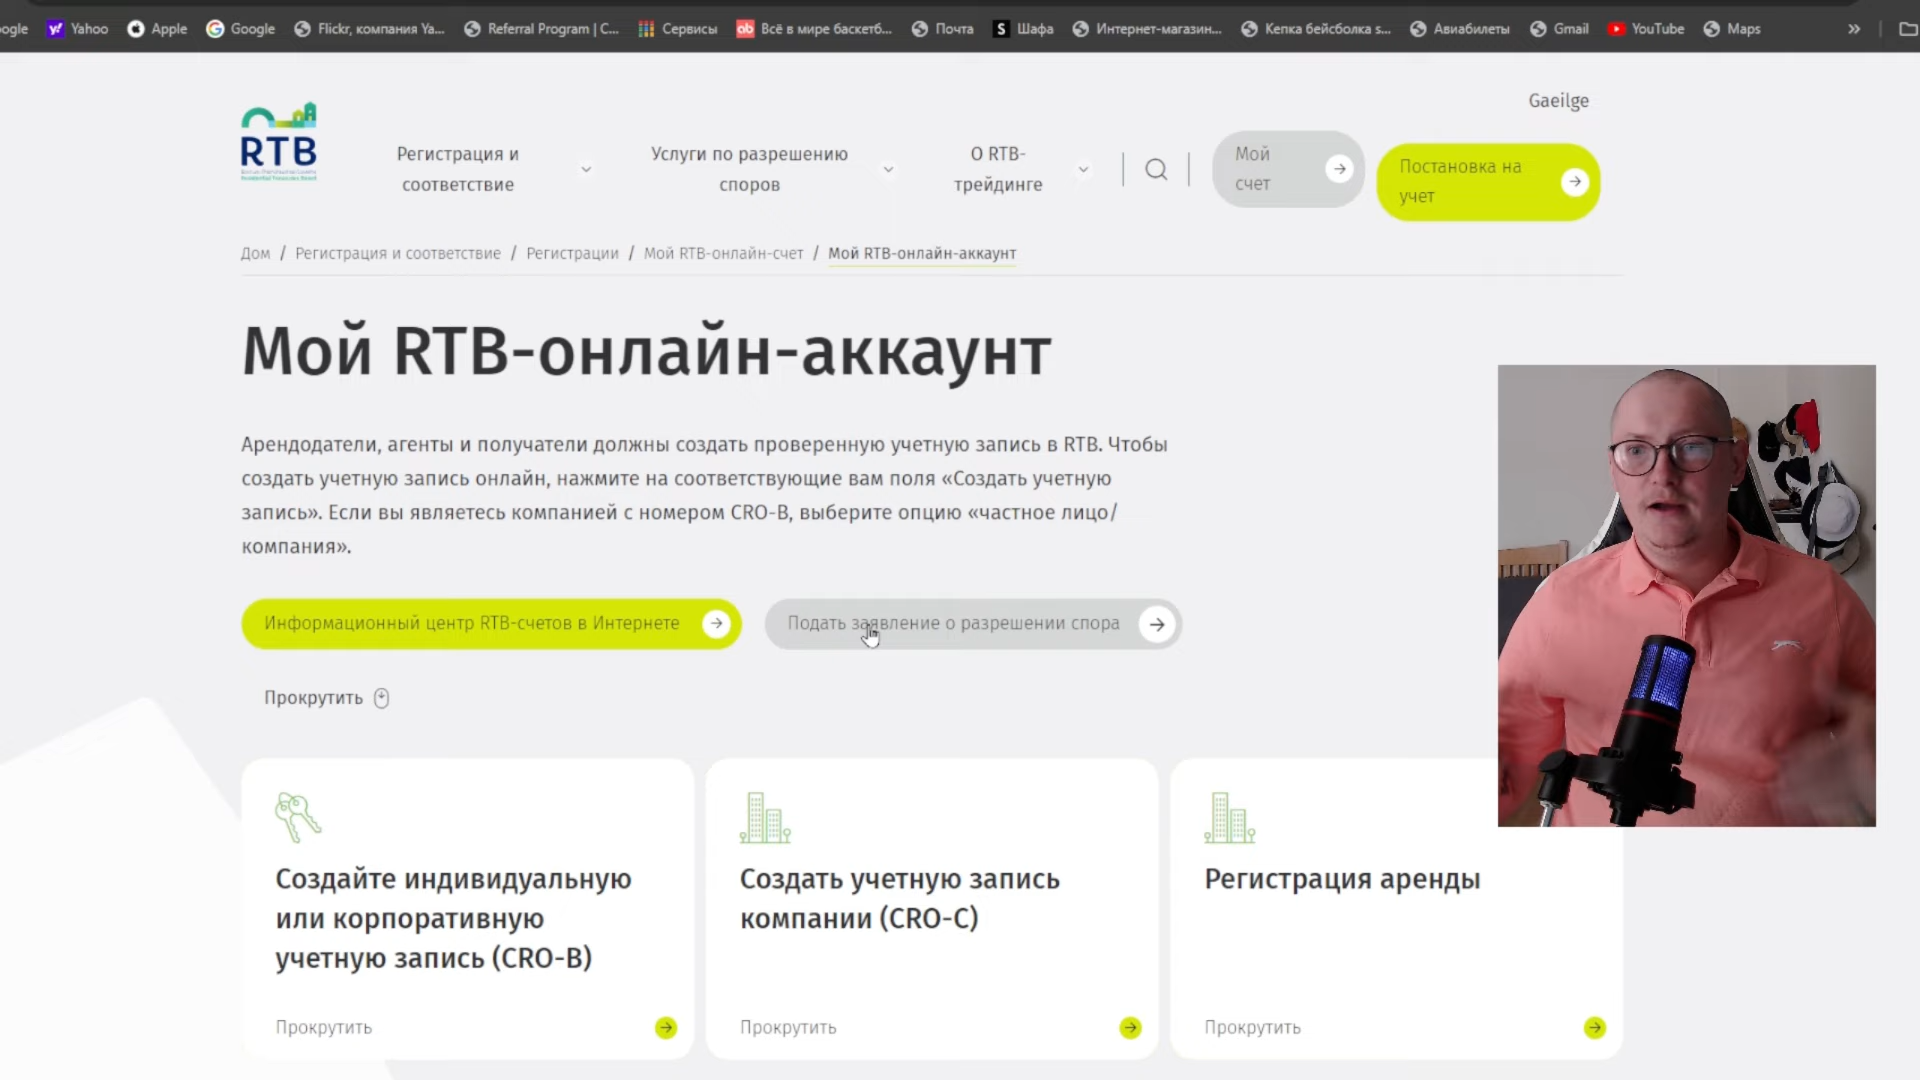 ogle Yahoo Apple Google Flickr, компания Ya... Referral Program | C... Сервисы ab Всё в мире баскетб... Почта S Шафа Интернет-магазин... Кепка бейсболка s... Авиабилеты Gmail YouTube Maps »
Gaeilge
RTB
Регистрация и
соответствие
Услуги по разрешению
споров
О RTB-
трейдинге
Мой
счет
Постановка на
учет
Дом / Регистрация и соответствие / Регистрации / Мой RTB-онлайн-счет / Мой RTB-онлайн-аккаунт
Мой RTB-онлайн-аккаунт
Арендодатели, агенты и получатели должны создать проверенную учетную запись в RTB. Чтобы
создать учетную запись онлайн, нажмите на соответствующие вам поля «Создать учетную
запись». Если вы являетесь компанией с номером CRO-B, выберите опцию «частное лицо/
компания».
Информационный центр RTB-счетов в Интернете
Подать заявление о разрешении спора
Прокрутить
Создайте индивидуальную
или корпоративную
учетную запись (CRO-B)
Прокрутить
Создать учетную запись
компании (CRO-C)
Прокрутить
Регистрация аренды
Прокрутить